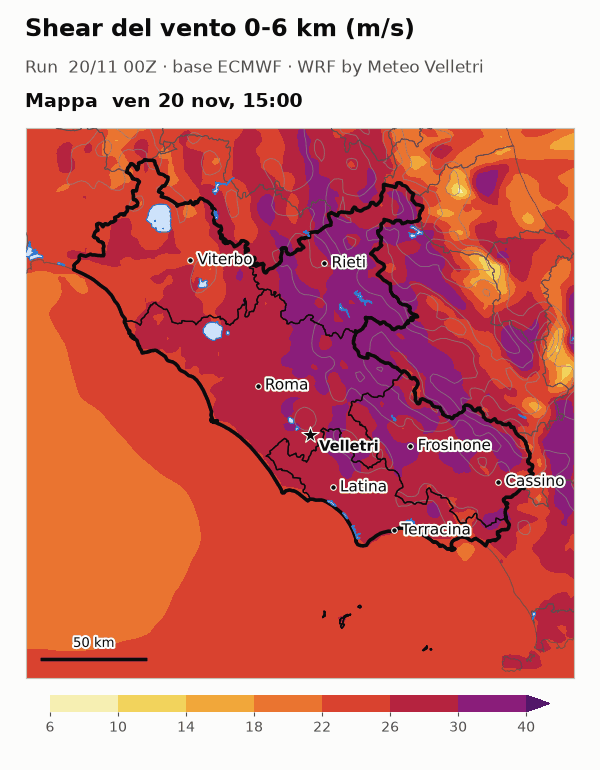 Shear del vento 0-6 km (m/s)
Run  20/11 00Z · base ECMWF · WRF by Meteo Velletri
Mappa  ven 20 nov, 15:00
Viterbo
Rieti
Roma
Velletri
Frosinone
Cassino
Latina
Terracina
50 km
6 10 14 18 22 26 30 40